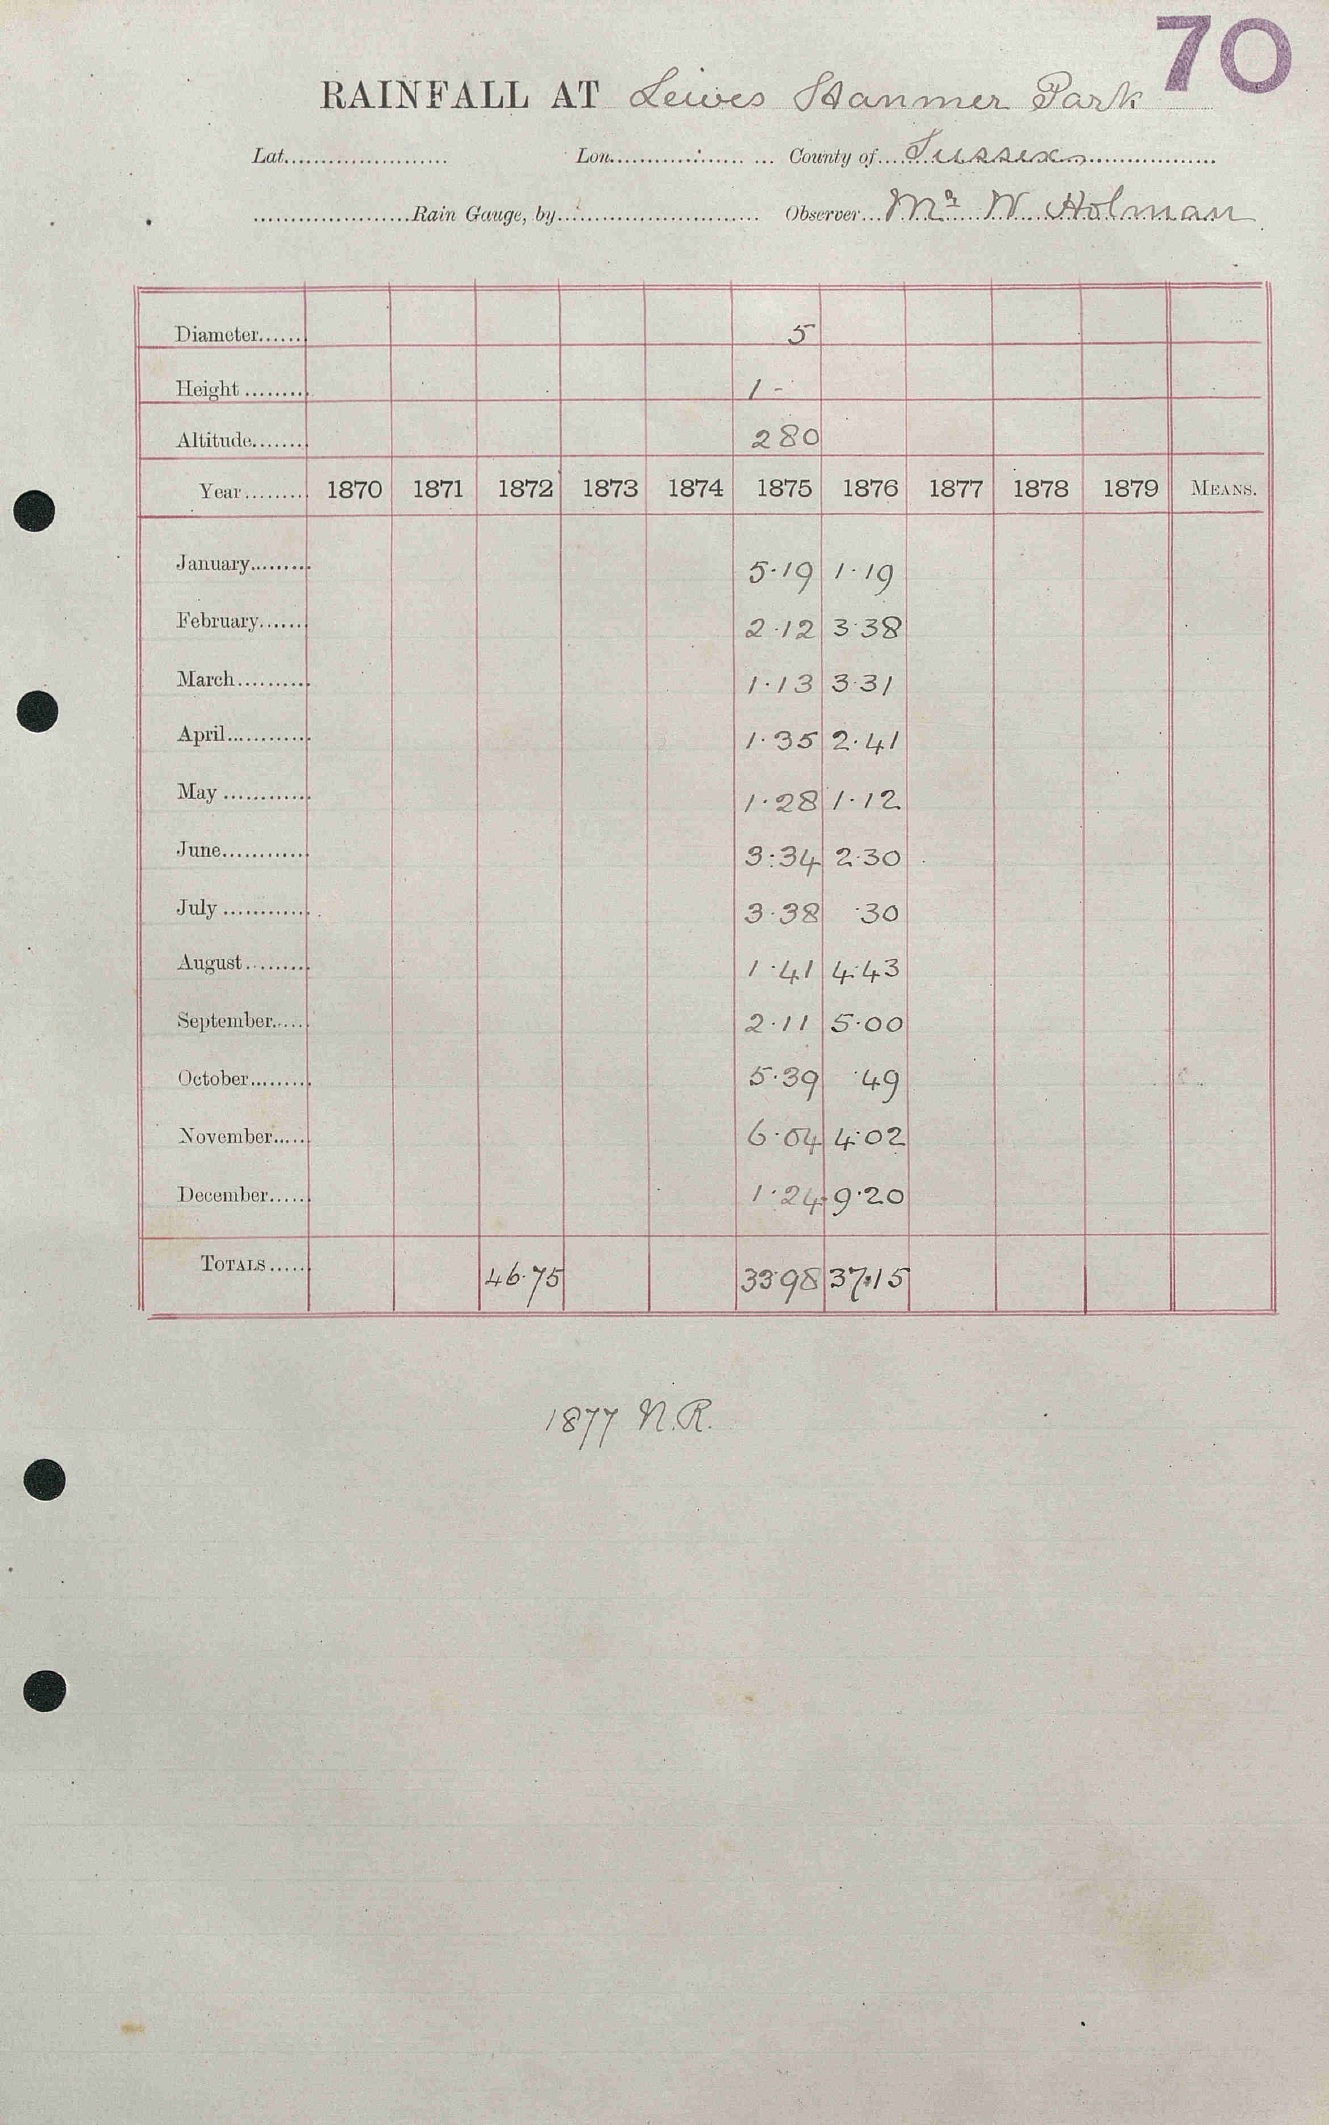 70
RAINFALL AT Lewes Stanmer Park
Lat. Lon. County of Sussex
Rain Gauge, by Observer Mr W Holman
Diameter 5
Height 1 -
Altitude 280
Year 1870 1871 1872 1873 1874 1875 1876 1877 1878 1879 MEANS.
January 5.19 1.19
February 2.12 3.38
March 1.13 3.31
April 1.35 2.41
May 1.28 1.12
June 3.34 2.30
July 3.38 .30
August 1.41 4.43
September 2.11 5.00
October 5.39 .49
November 6.04 4.02
December 1.24 9.20
TOTALS 46.75 33.98 37.15
1877 N.R.